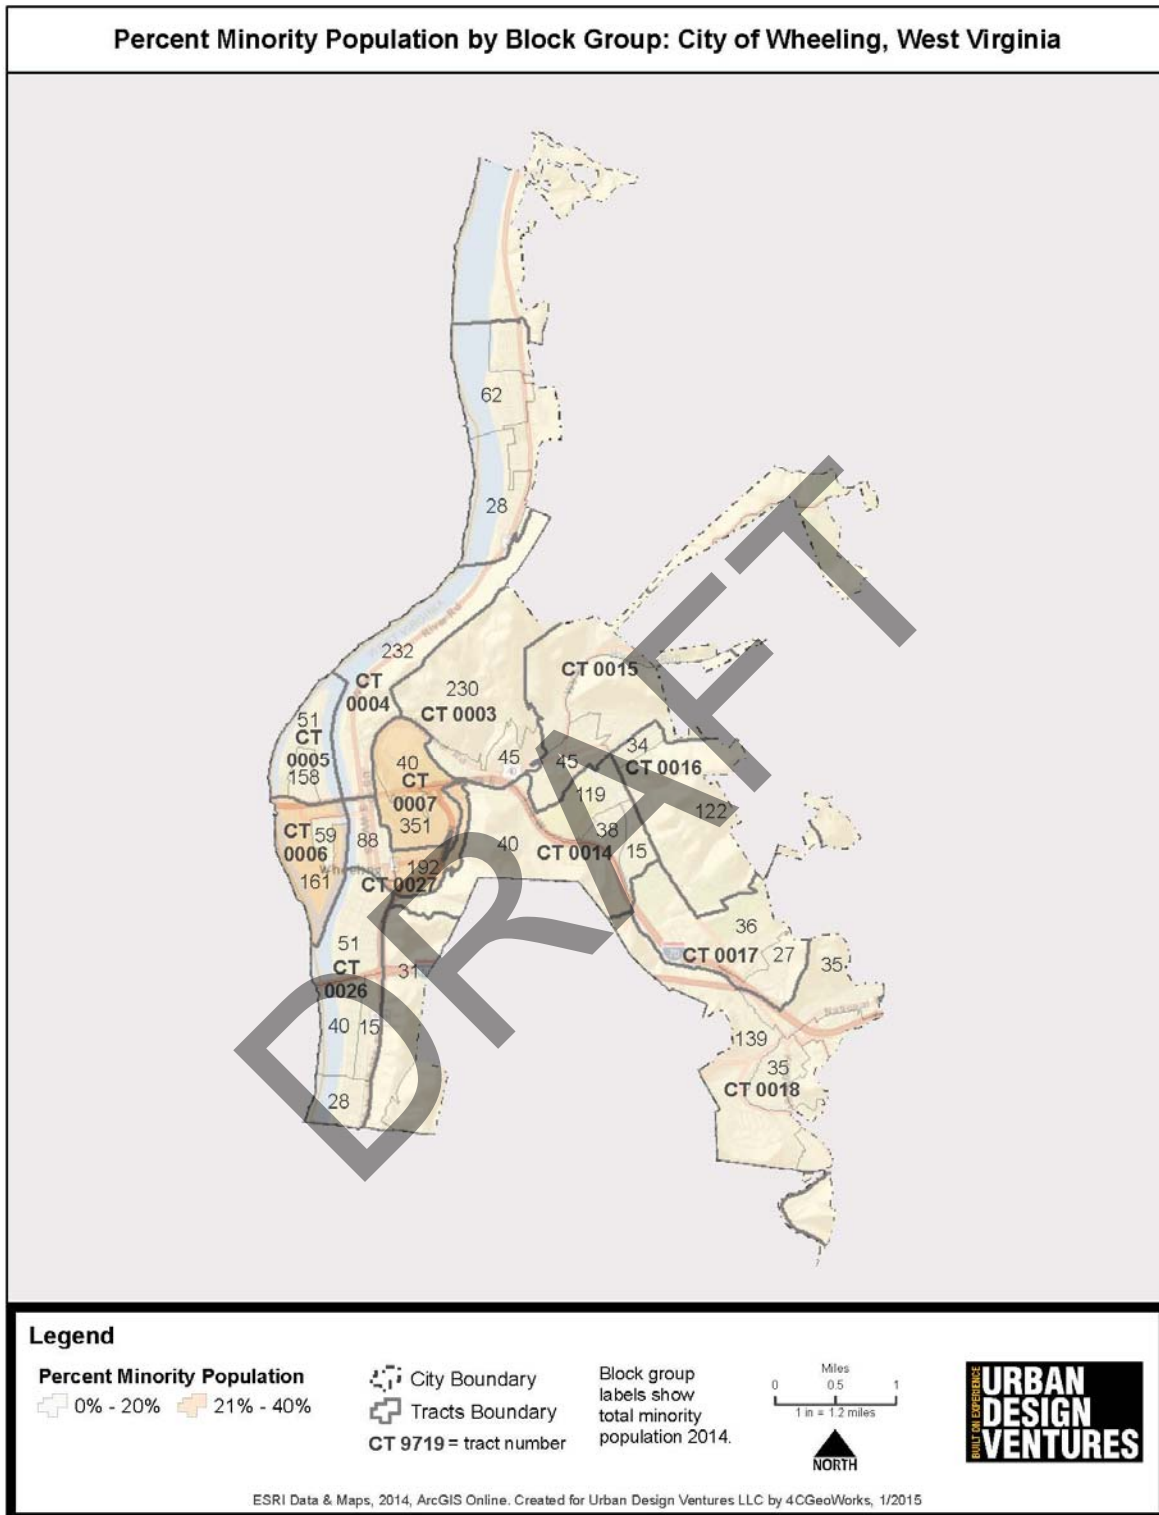 Percent Minority Population by Block Group: City of Wheeling, West Virginia
62
28
WEST VIRGINIA
River Rd
232
CT
0004
230
CT 0003
CT 0015
51
CT
0005
158
40
CT
0007
351
45
45
34
CT 0016
119
122
CT
0006
59
161
88
Wheeling
192
CT 0027
40
38
CT 0014
15
51
CT
0026
31
36
CT 0017
27
35
40
15
28
139
35
CT 0018
National
DRAFT
Legend
Percent Minority Population
0% - 20%
21% - 40%
City Boundary
Tracts Boundary
CT 9719 = tract number
Block group
labels show
total minority
population 2014.
Miles
0 0.5 1
1 in = 1.2 miles
NORTH
BUILT ON EXPERIENCE
URBAN
DESIGN
VENTURES
ESRI Data & Maps, 2014, ArcGIS Online. Created for Urban Design Ventures LLC by 4CGeoWorks, 1/2015